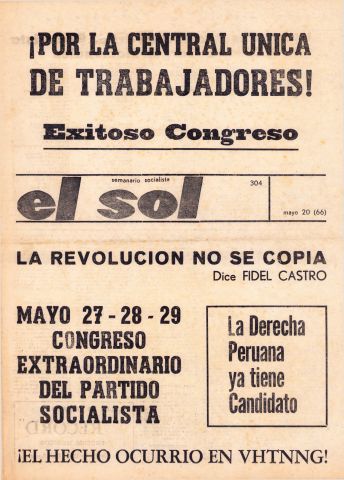 ¡POR LA CENTRAL UNICA
DE TRABAJADORES!
Exitoso Congreso
semanario socialista
304
el sol
mayo 20 (66)
LA REVOLUCION NO SE COPIA
Dice FIDEL CASTRO
MAYO 27-28-29
CONGRESO
EXTRAORDINARIO
DEL PARTIDO
SOCIALISTA
La Derecha
Peruana
ya tiene
Candidato
RECORD
¡EL HECHO OCURRIO EN VHTNNG!